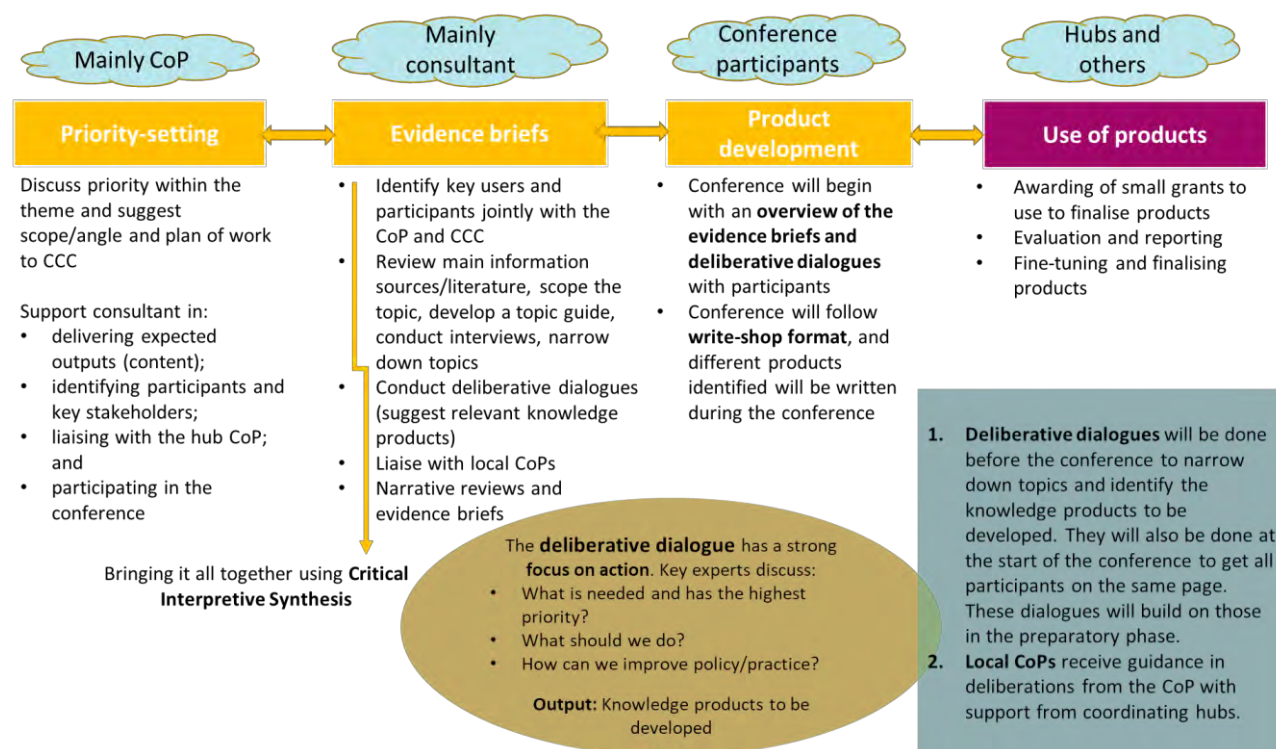 Mainly CoP
Mainly
consultant
Conference
participants
Hubs and
others
Priority-setting
Evidence briefs
Product
development
Use of products
Discuss priority within the
theme and suggest
scope/angle and plan of work
to CCC
Support consultant in:
• delivering expected
outputs (content);
• identifying participants and
key stakeholders;
• liaising with the hub CoP;
and
• participating in the
conference
• Identify key users and
participants jointly with the
CoP and CCC
• Review main information
sources/literature, scope the
topic, develop a topic guide,
conduct interviews, narrow
down topics
• Conduct deliberative dialogues
(suggest relevant knowledge
products)
• Liaise with local CoPs
• Narrative reviews and
evidence briefs
Bringing it all together using Critical
Interpretive Synthesis
• Conference will begin
with an overview of the
evidence briefs and
deliberative dialogues
with participants
• Conference will follow
write-shop format, and
different products
identified will be written
during the conference
• Awarding of small grants to
use to finalise products
• Evaluation and reporting
• Fine-tuning and finalising
products
The deliberative dialogue has a strong
focus on action. Key experts discuss:
• What is needed and has the highest
priority?
• What should we do?
• How can we improve policy/practice?
Output: Knowledge products to be
developed
1. Deliberative dialogues will be done
before the conference to narrow
down topics and identify the
knowledge products to be
developed. They will also be done at
the start of the conference to get all
participants on the same page.
These dialogues will build on those
in the preparatory phase.
2. Local CoPs receive guidance in
deliberations from the CoP with
support from coordinating hubs.